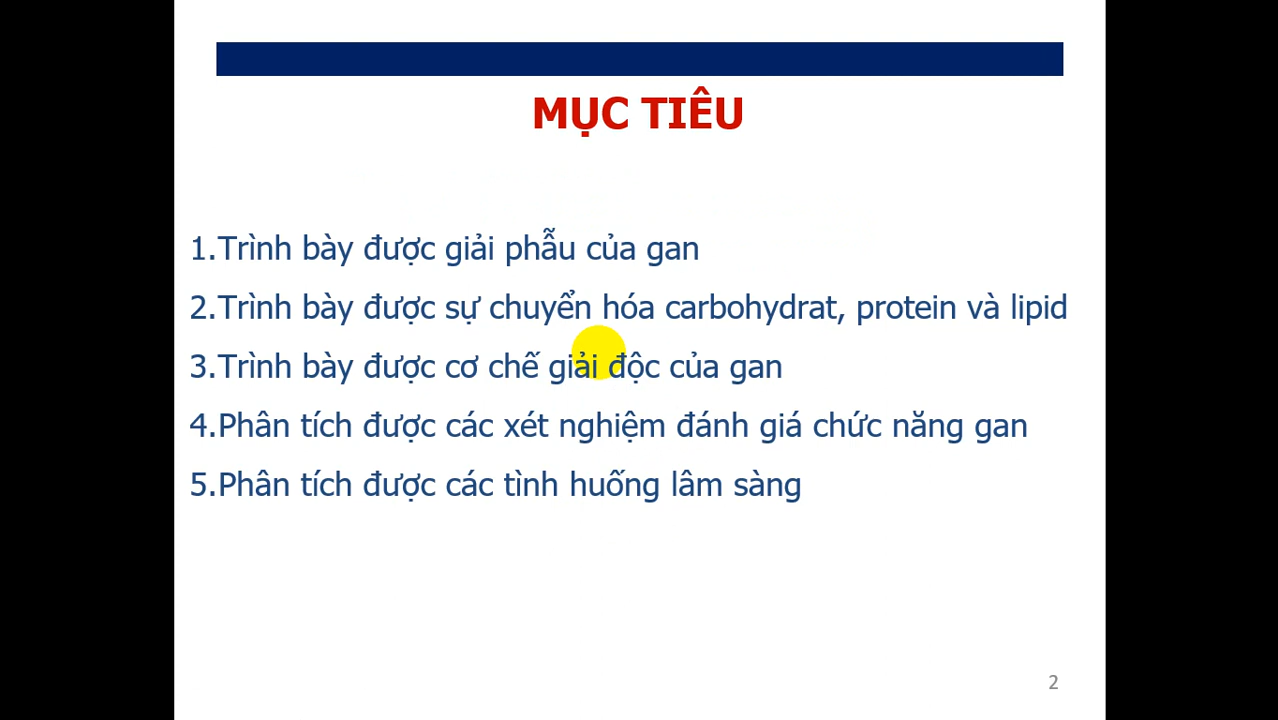 MỤC TIÊU
1.Trình bày được giải phẫu của gan
2.Trình bày được sự chuyển hóa carbohydrat, protein và lipid
3.Trình bày được cơ chế giải độc của gan
4.Phân tích được các xét nghiệm đánh giá chức năng gan
5.Phân tích được các tình huống lâm sàng
2